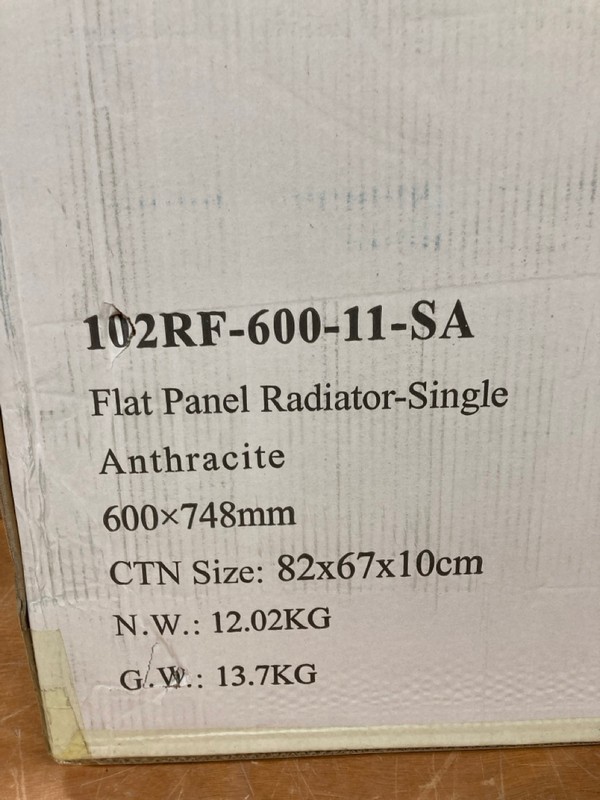 102RF-600-11-SA
Flat Panel Radiator-Single
Anthracite
600×748mm
CTN Size: 82x67x10cm
N.W.: 12.02KG
G.W.: 13.7KG